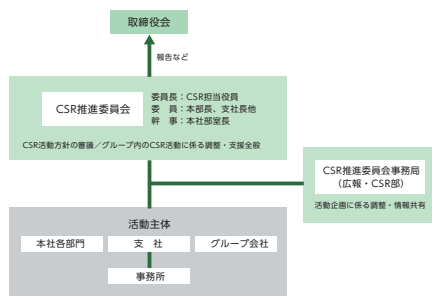 取締役会
報告など
CSR推進委員会
委員長：CSR担当役員
委　員：本部長、支社長他
幹　事：本社部室長
CSR活動方針の審議／グループ内のCSR活動に係る調整・支援全般
CSR推進委員会事務局
（広報・CSR部）
活動企画に係る調整・情報共有
活動主体
本社各部門
支　社
グループ会社
事務所